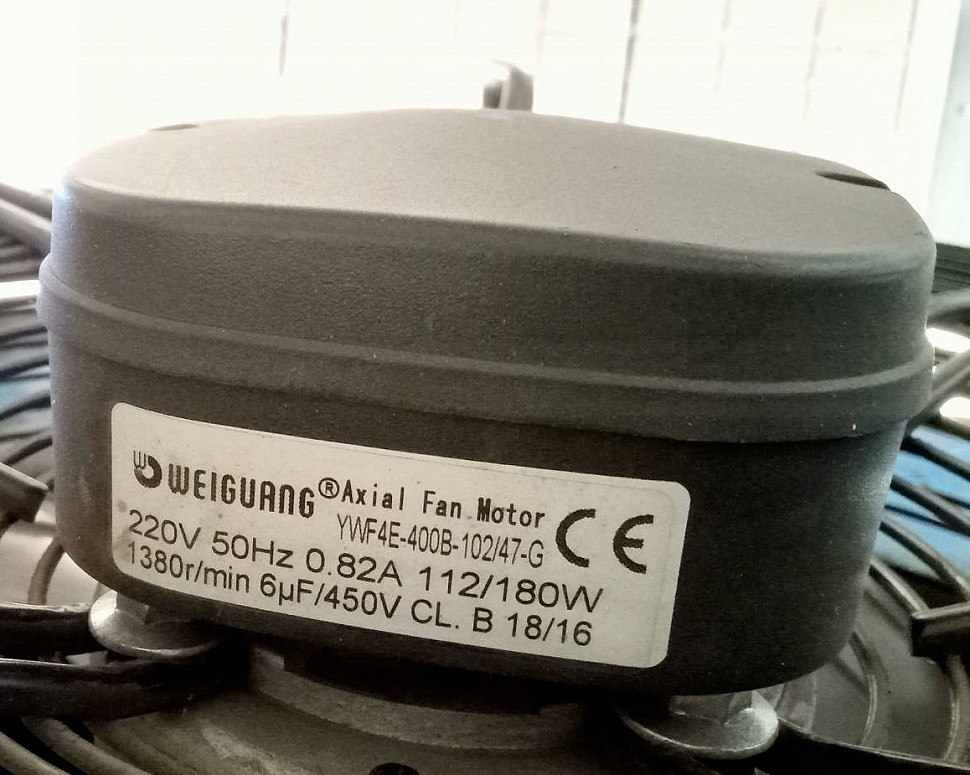 WEIGUANG® Axial Fan Motor
YWF4E-400B-102/47-G CE
220V 50Hz 0.82A 112/180W
1380r/min 6µF/450V CL. B 18/16